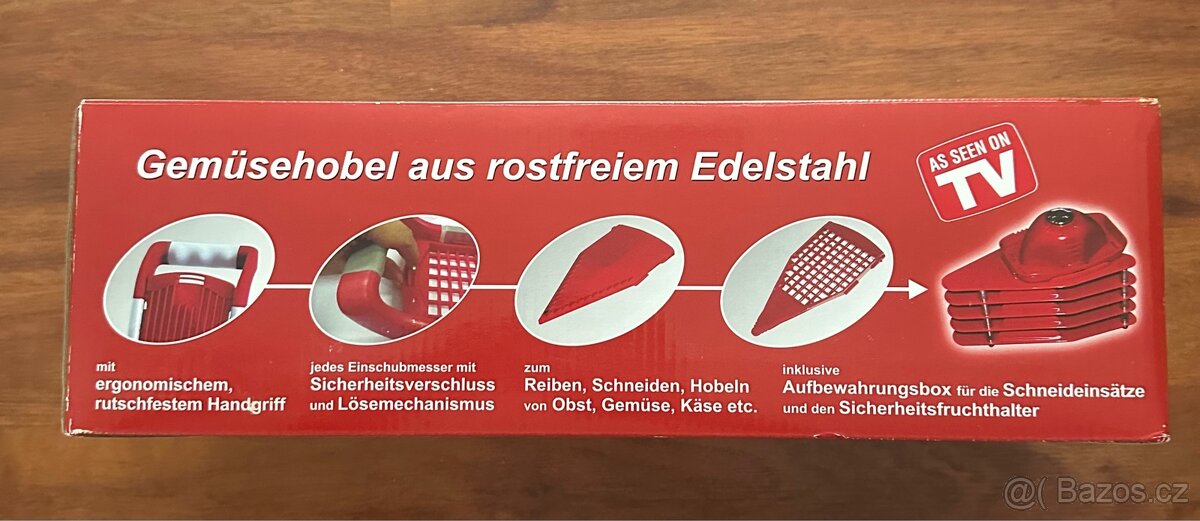 Gemüsehobel aus rostfreiem Edelstahl
AS SEEN ON
TV
mit
ergonomischem,
rutschfestem Handgriff
jedes Einschubmesser mit
Sicherheitsverschluss
und Lösemechanismus
zum
Reiben, Schneiden, Hobeln
von Obst, Gemüse, Käse etc.
inklusive
Aufbewahrungsbox für die Schneideinsätze
und den Sicherheitsfruchthalter
@( Bazos.cz